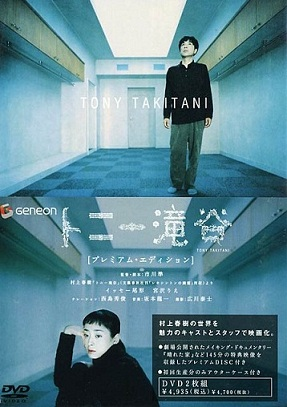 TONY TAKITANI
GENEON
トニー滝谷
TONY TAKITANI
[プレミアム・エディション]
監督・脚本：市川準
イッセー尾形 宮沢りえ
ナレーション：西島秀俊 音楽：坂本龍一 撮影：広川泰士
村上春樹の世界を
魅力のキャストとスタッフで映画化。
●劇場公開されたメイキング・ドキュメンタリー
『晴れた家』など145分の特典映像を
収録したプレミアムDISC付き
●初回生産分のみアウターケース付き
DVD2枚組
¥4,935(税込) ¥4,700(税抜)
DVD
VIDEO